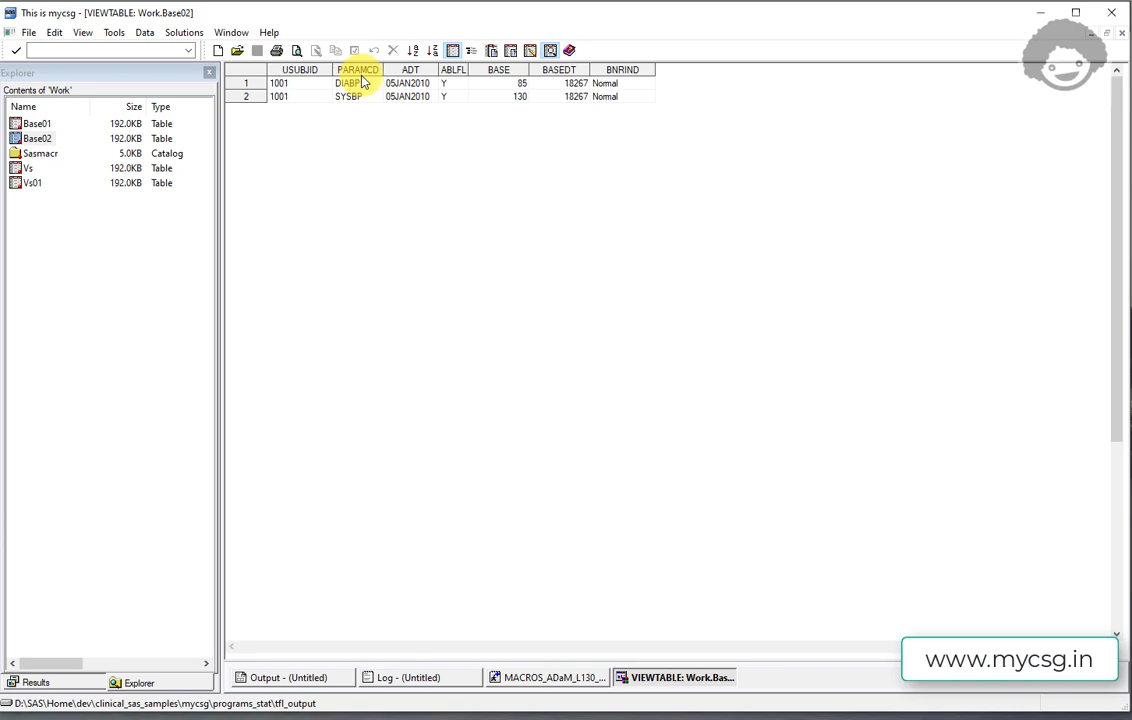 This is mycsg - [VIEWTABLE: Work.Base02]
File Edit View Tools Data Solutions Window Help
Explorer
Contents of 'Work'
Name Size Type
Base01 192.0KB Table
Base02 192.0KB Table
Sasmacr 5.0KB Catalog
Vs 192.0KB Table
Vs01 192.0KB Table
USUBJID PARAMCD ADT ABLFL BASE BASEDT BNRIND
1 1001 DIABP 05JAN2010 Y 85 18267 Normal
2 1001 SYSBP 05JAN2010 Y 130 18267 Normal
www.mycsg.in
Results Explorer
Output - (Untitled) Log - (Untitled) MACROS_ADaM_L130_... VIEWTABLE: Work.Bas...
D:\SAS\Home\dev\clinical_sas_samples\mycsg\programs_stat\tfl_output